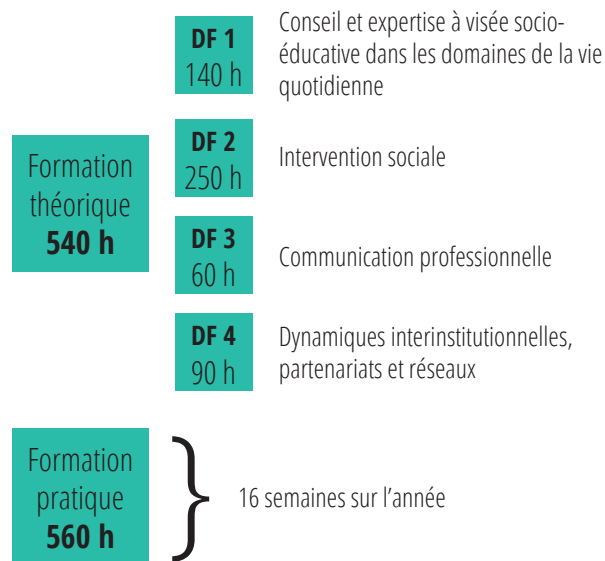 DF 1
140 h
Conseil et expertise à visée socio-
éducative dans les domaines de la vie
quotidienne
Formation
théorique
540 h
DF 2
250 h
Intervention sociale
DF 3
60 h
Communication professionnelle
DF 4
90 h
Dynamiques interinstitutionnelles,
partenariats et réseaux
Formation
pratique
560 h
16 semaines sur l’année